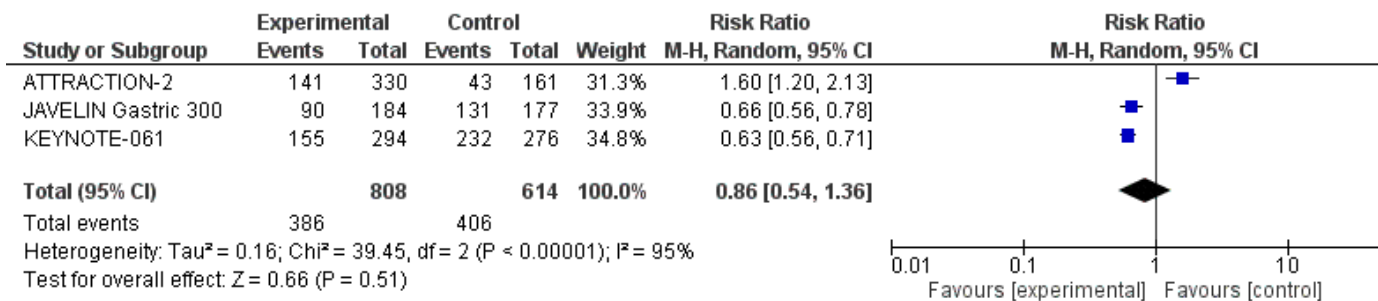 Experimental Control Risk Ratio Risk Ratio
Study or Subgroup Events Total Events Total Weight M-H, Random, 95% CI M-H, Random, 95% CI
ATTRACTION-2 141 330 43 161 31.3% 1.60 [1.20, 2.13]
JAVELIN Gastric 300 90 184 131 177 33.9% 0.66 [0.56, 0.78]
KEYNOTE-061 155 294 232 276 34.8% 0.63 [0.56, 0.71]
Total (95% CI) 808 614 100.0% 0.86 [0.54, 1.36]
Total events 386 406
Heterogeneity: Tau² = 0.16; Chi² = 39.45, df = 2 (P < 0.00001); I² = 95%
Test for overall effect: Z = 0.66 (P = 0.51)
0.01 0.1 1 10
Favours [experimental] Favours [control]